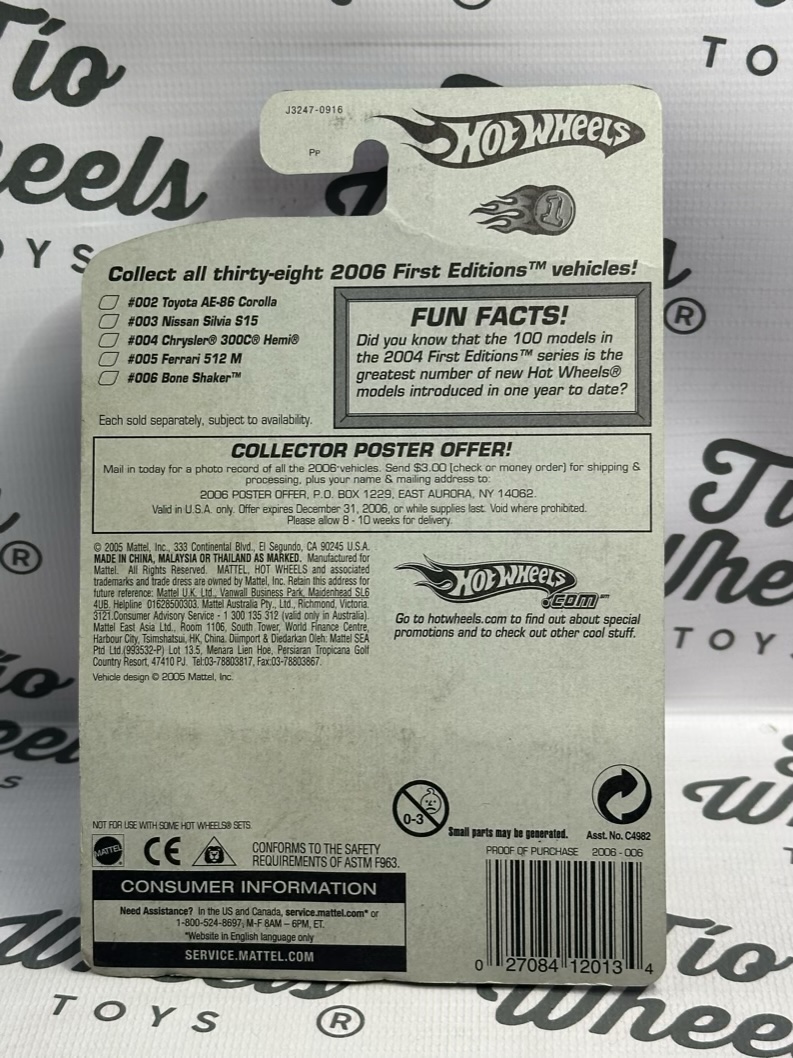 Tío
Wheels
TOYS
TO
J3247-0916
Pp
HOT WHEELS
1
Collect all thirty-eight 2006 First Editions™ vehicles!
#002 Toyota AE-86 Corolla
#003 Nissan Silvia S15
#004 Chrysler® 300C® Hemi®
#005 Ferrari 512 M
#006 Bone Shaker™
Each sold separately, subject to availability.
FUN FACTS!
Did you know that the 100 models in
the 2004 First Editions™ series is the
greatest number of new Hot Wheels®
models introduced in one year to date?
COLLECTOR POSTER OFFER!
Mail in today for a photo record of all the 2006 vehicles. Send $3.00 (check or money order) for shipping &
processing, plus your name & mailing address to:
2006 POSTER OFFER, P.O. BOX 1229, EAST AURORA, NY 14062.
Valid in U.S.A. only. Offer expires December 31, 2006, or while supplies last. Void where prohibited.
Please allow 8 - 10 weeks for delivery.
© 2005 Mattel, Inc., 333 Continental Blvd., El Segundo, CA 90245 U.S.A.
MADE IN CHINA, MALAYSIA OR THAILAND AS MARKED. Manufactured for
Mattel. All Rights Reserved. MATTEL, HOT WHEELS and associated
trademarks and trade dress are owned by Mattel, Inc. Retain this address for
future reference: Mattel U.K. Ltd., Vanwall Business Park, Maidenhead SL6
4UB. Helpline 01628500303. Mattel Australia Pty., Ltd., Richmond, Victoria.
3121.Consumer Advisory Service - 1 300 135 312 (valid only in Australia).
Mattel East Asia Ltd., Room 1106, South Tower, World Finance Centre,
Harbour City, Tsimshatsui, HK, China. Diimport & Diedarkan Oleh: Mattel SEA
Ptd Ltd.(993532-P) Lot 13.5, Menara Lien Hoe, Persiaran Tropicana Golf
Country Resort, 47410 PJ. Tel:03-78803817, Fax:03-78803867.
Vehicle design © 2005 Mattel, Inc.
HOT WHEELS
.COM™
Go to hotwheels.com to find out about special
promotions and to check out other cool stuff.
NOT FOR USE WITH SOME HOT WHEELS® SETS.
MATTEL
CE
CONFORMS TO THE SAFETY
REQUIREMENTS OF ASTM F963.
0-3
Small parts may be generated.
Asst. No. C4982
PROOF OF PURCHASE 2006 - 006
CONSUMER INFORMATION
Need Assistance? In the US and Canada, service.mattel.com* or
1-800-524-8697, M-F 8AM – 6PM, ET.
*Website in English language only
SERVICE.MATTEL.COM
0 27084 12013 4
Tío
Wheels
TOYS ®